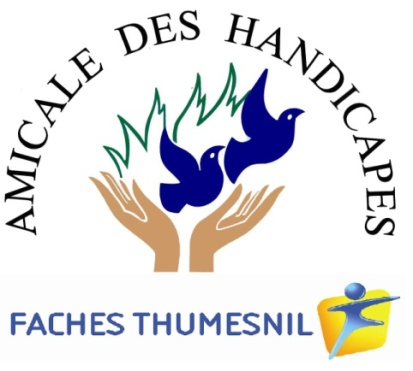 AMICALE DES HANDICAPES
FACHES THUMESNIL